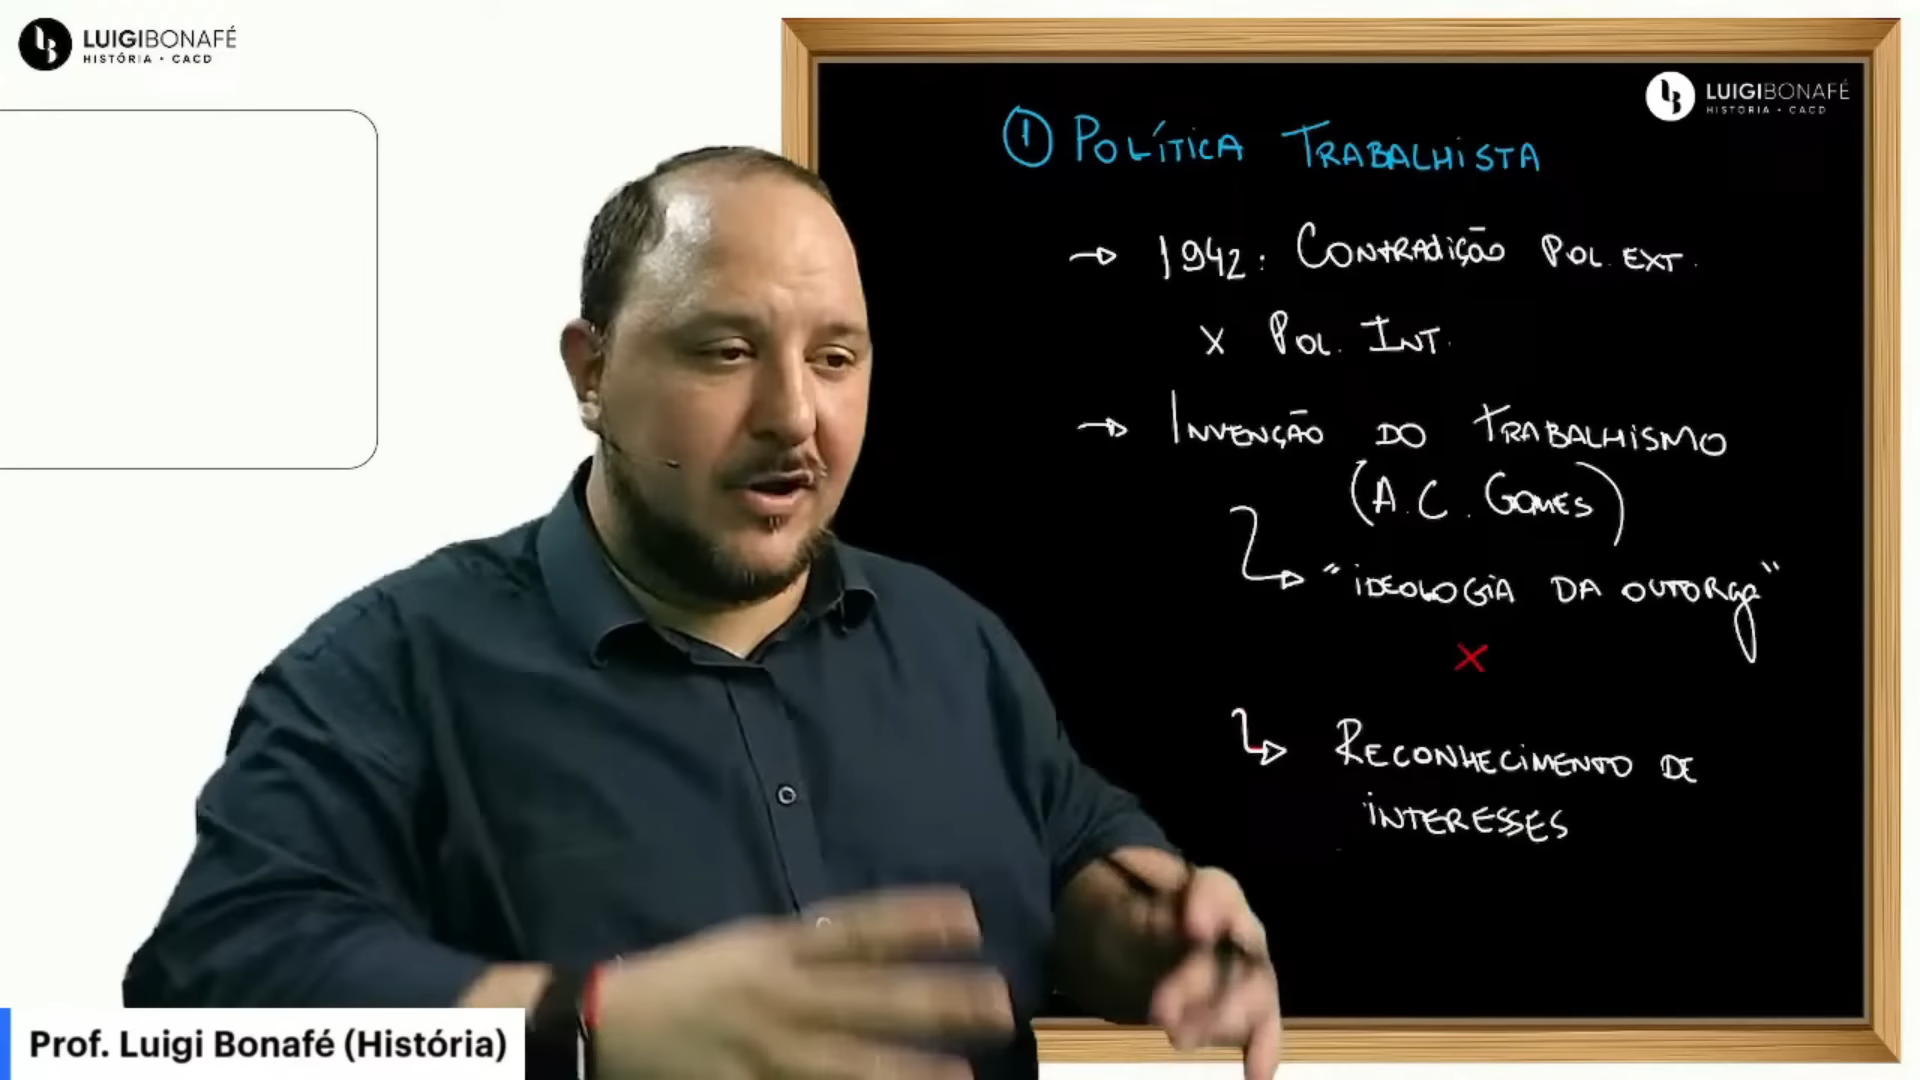 LUIGIBONAFÉ
HISTÓRIA • CACD
LUIGIBONAFÉ
HISTÓRIA • CACD
① POLÍTICA TRABALHISTA
→ 1942: CONTRADIÇÃO POL. EXT.
X POL. INT.
→ INVENÇÃO DO TRABALHISMO
(A.C. GOMES)
↳ "IDEOLOGIA DA OUTORGA"
X
↳ RECONHECIMENTO DE
INTERESSES
Prof. Luigi Bonafé (História)